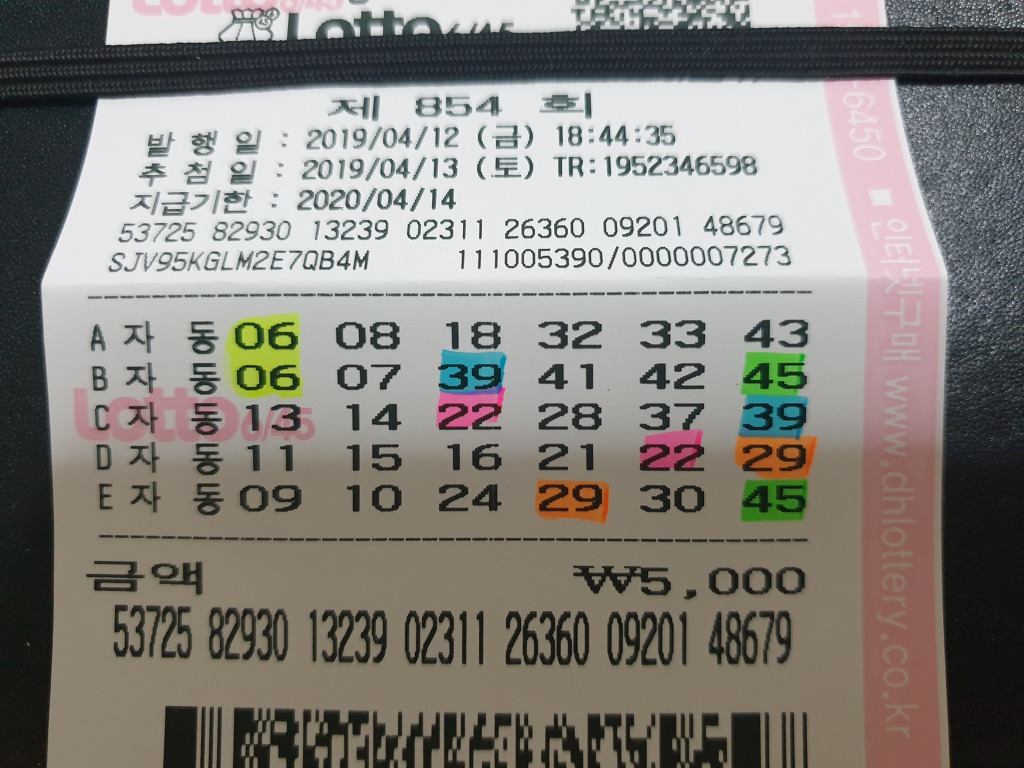 Lotto 6/45
제 854 회
발 행 일 : 2019/04/12 (금) 18:44:35
추 첨 일 : 2019/04/13 (토) TR:1952346598
지급기한 : 2020/04/14
53725 82930 13239 02311 26360 09201 48679
SJV95KGLM2E7QB4M 111005390/0000007273
A 자 동 06 08 18 32 33 43
B 자 동 06 07 39 41 42 45
C 자 동 13 14 22 28 37 39
D 자 동 11 15 16 21 22 29
E 자 동 09 10 24 29 30 45
Lotto 6/45
금액 ₩5,000
53725 82930 13239 02311 26360 09201 48679
-6450 ■ 인터넷구매 www.dhlottery.co.kr